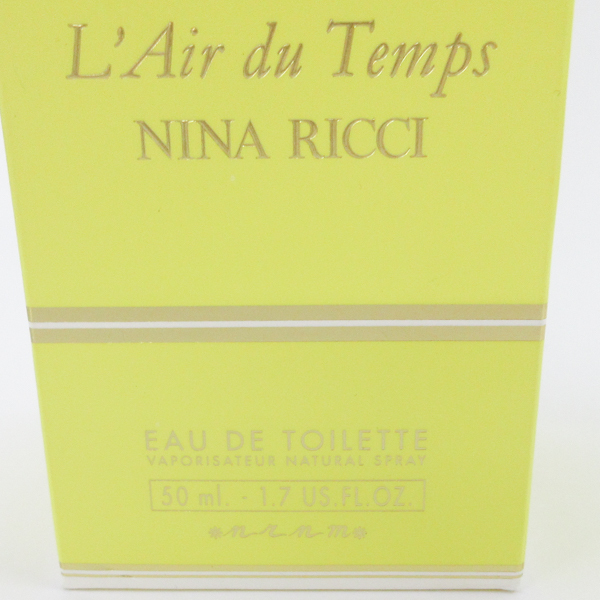 L'Air du Temps
NINA RICCI
EAU DE TOILETTE
VAPORISATEUR NATURAL SPRAY
50 ml. - 1.7 US.FL.OZ.